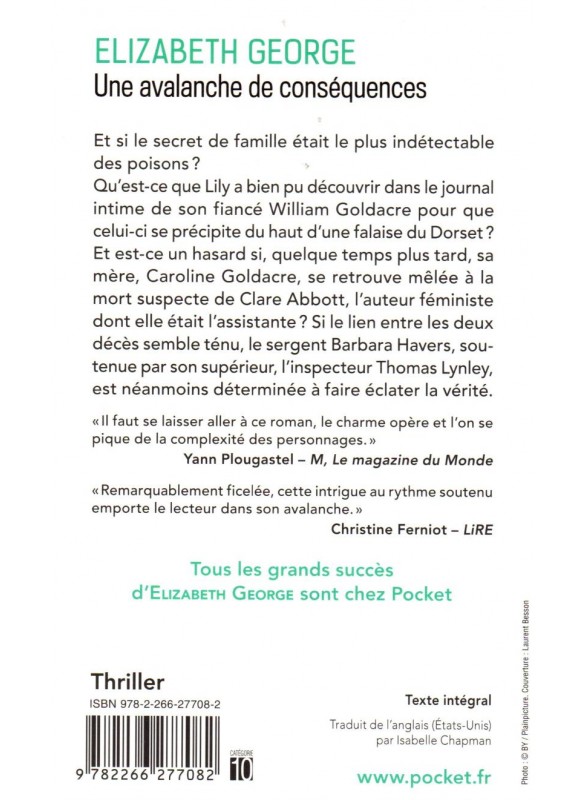 ELIZABETH GEORGE
Une avalanche de conséquences
Et si le secret de famille était le plus indétectable
des poisons ?
Qu'est-ce que Lily a bien pu découvrir dans le journal
intime de son fiancé William Goldacre pour que
celui-ci se précipite du haut d'une falaise du Dorset ?
Et est-ce un hasard si, quelque temps plus tard, sa
mère, Caroline Goldacre, se retrouve mêlée à la
mort suspecte de Clare Abbott, l'auteur féministe
dont elle était l'assistante ? Si le lien entre les deux
décès semble ténu, le sergent Barbara Havers, sou-
tenue par son supérieur, l'inspecteur Thomas Lynley,
est néanmoins déterminée à faire éclater la vérité.
« Il faut se laisser aller à ce roman, le charme opère et l'on se
pique de la complexité des personnages. »
Yann Plougastel – M, Le magazine du Monde
« Remarquablement ficelée, cette intrigue au rythme soutenu
emporte le lecteur dans son avalanche. »
Christine Ferniot – LiRE
Tous les grands succès
d'ELIZABETH GEORGE sont chez Pocket
Thriller
ISBN 978-2-266-27708-2
9 782266 277082
CATÉGORIE
10
Texte intégral
Traduit de l'anglais (États-Unis)
par Isabelle Chapman
www.pocket.fr
Photo : © BY / Plainpicture. Couverture : Laurent Besson